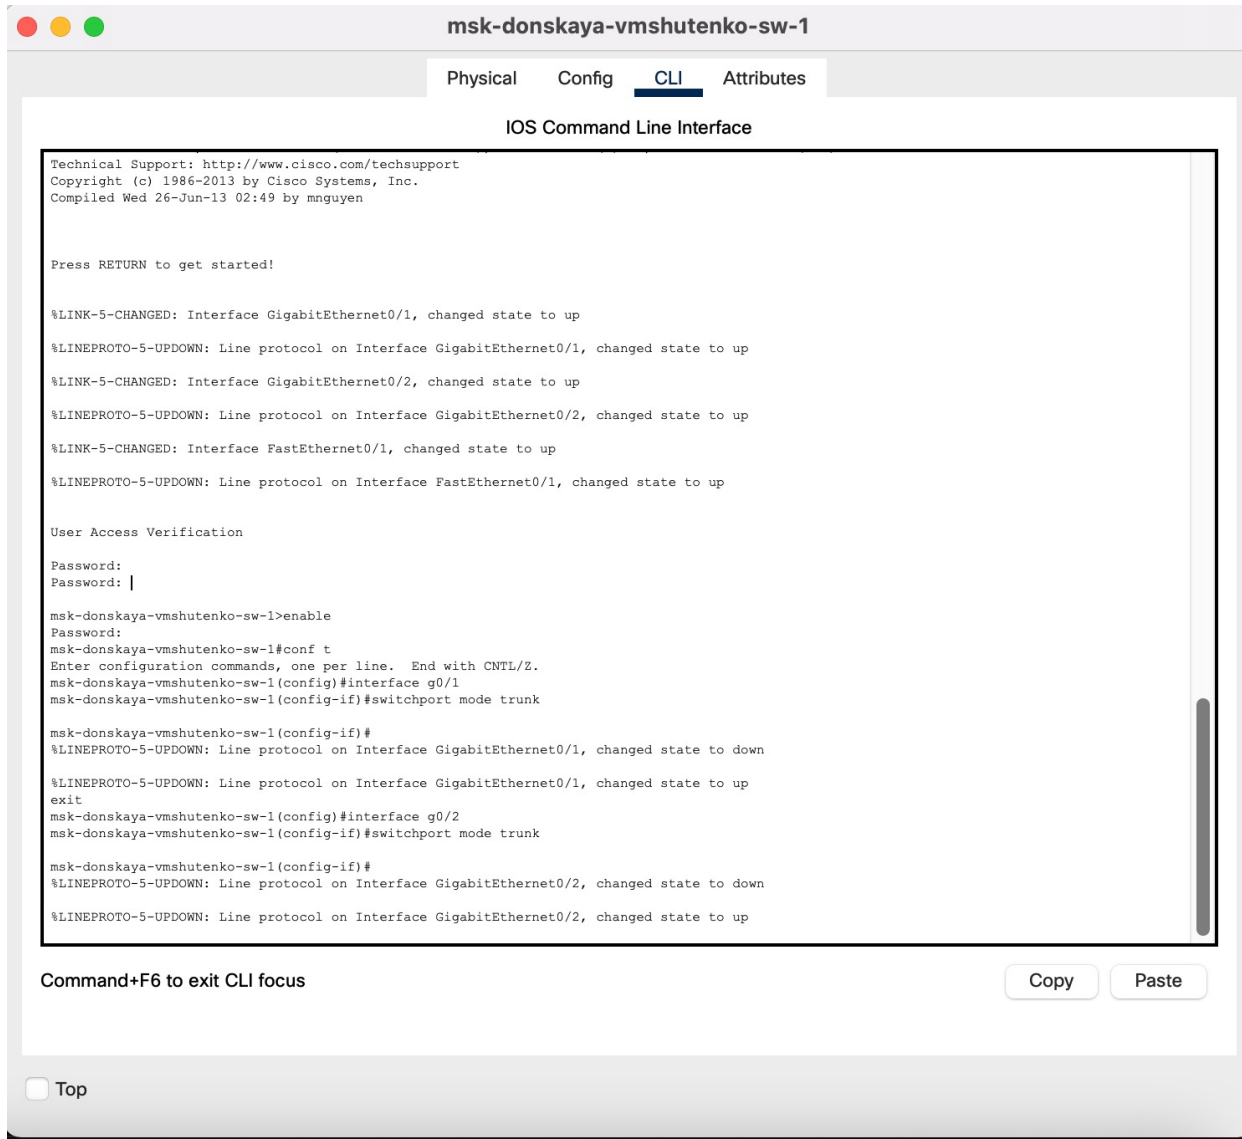 msk-donskaya-vmshutenko-sw-1
Physical Config CLI Attributes
IOS Command Line Interface
Technical Support: http://www.cisco.com/techsupport
Copyright (c) 1986-2013 by Cisco Systems, Inc.
Compiled Wed 26-Jun-13 02:49 by mnguyen
Press RETURN to get started!
%LINK-5-CHANGED: Interface GigabitEthernet0/1, changed state to up
%LINEPROTO-5-UPDOWN: Line protocol on Interface GigabitEthernet0/1, changed state to up
%LINK-5-CHANGED: Interface GigabitEthernet0/2, changed state to up
%LINEPROTO-5-UPDOWN: Line protocol on Interface GigabitEthernet0/2, changed state to up
%LINK-5-CHANGED: Interface FastEthernet0/1, changed state to up
%LINEPROTO-5-UPDOWN: Line protocol on Interface FastEthernet0/1, changed state to up
User Access Verification
Password:
Password:
msk-donskaya-vmshutenko-sw-1>enable
Password:
msk-donskaya-vmshutenko-sw-1#conf t
Enter configuration commands, one per line.  End with CNTL/Z.
msk-donskaya-vmshutenko-sw-1(config)#interface g0/1
msk-donskaya-vmshutenko-sw-1(config-if)#switchport mode trunk
msk-donskaya-vmshutenko-sw-1(config-if)#
%LINEPROTO-5-UPDOWN: Line protocol on Interface GigabitEthernet0/1, changed state to down
%LINEPROTO-5-UPDOWN: Line protocol on Interface GigabitEthernet0/1, changed state to up
exit
msk-donskaya-vmshutenko-sw-1(config)#interface g0/2
msk-donskaya-vmshutenko-sw-1(config-if)#switchport mode trunk
msk-donskaya-vmshutenko-sw-1(config-if)#
%LINEPROTO-5-UPDOWN: Line protocol on Interface GigabitEthernet0/2, changed state to down
%LINEPROTO-5-UPDOWN: Line protocol on Interface GigabitEthernet0/2, changed state to up
Command+F6 to exit CLI focus
Copy Paste
Top